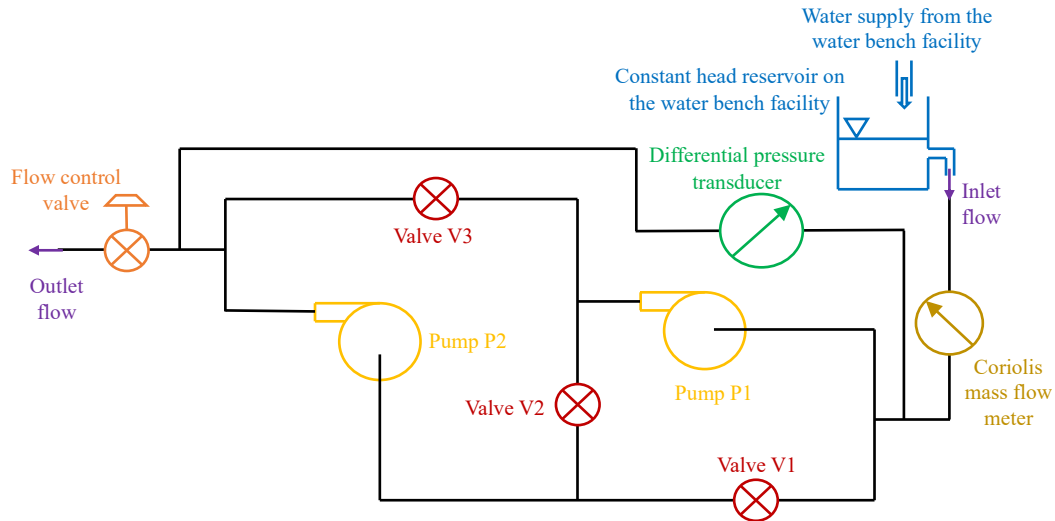 Water supply from the
water bench facility
Constant head reservoir on
the water bench facility
Differential pressure
transducer
Inlet
flow
Flow control
valve
Valve V3
Outlet
flow
Pump P2
Pump P1
Coriolis
mass flow
meter
Valve V2
Valve V1